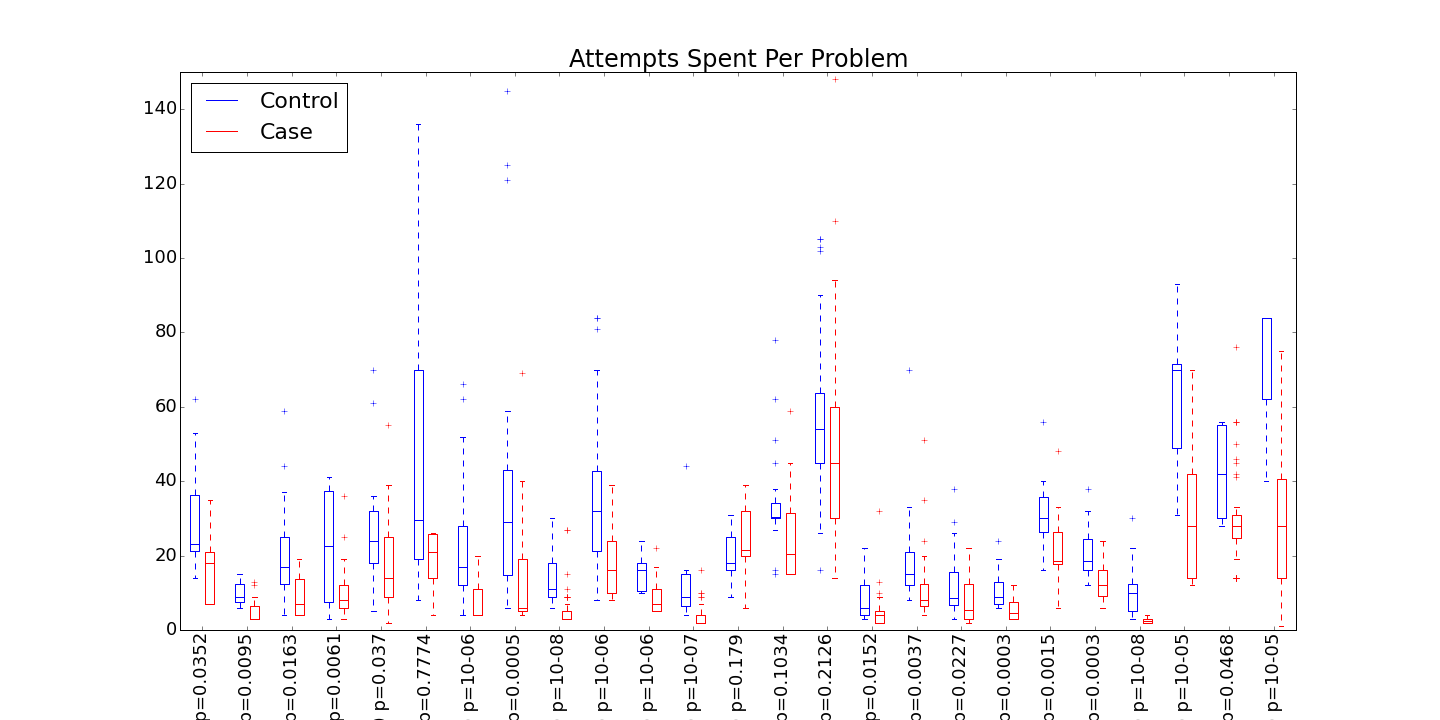 Attempts Spent Per Problem
Control
Case
140
120
100
80
60
40
20
0
p=0.0352
p=0.0095
p=0.0163
p=0.0061
) p=0.037
p=0.7774
p=10-06
p=0.0005
p=10-08
p=10-06
p=10-06
p=10-07
p=0.179
p=0.1034
p=0.2126
p=0.0152
p=0.0037
p=0.0227
p=0.0003
p=0.0015
p=0.0003
p=10-08
p=10-05
p=0.0468
p=10-05